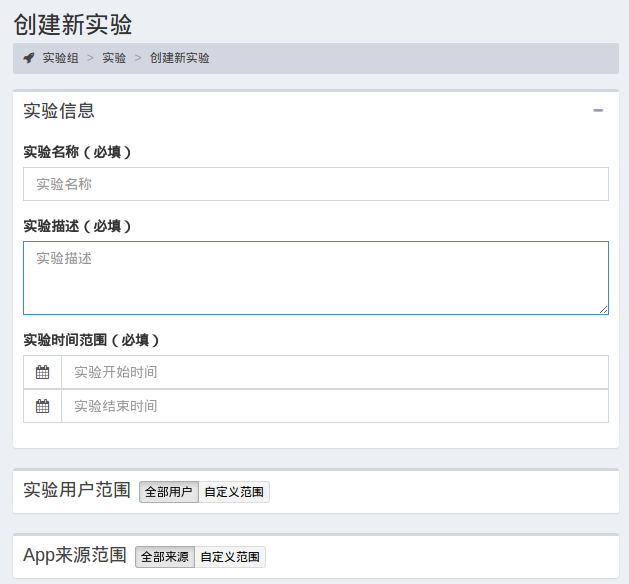 创建新实验
实验组 > 实验 > 创建新实验
实验信息
实验名称（必填）
实验名称
实验描述（必填）
实验描述
实验时间范围（必填）
实验开始时间
实验结束时间
实验用户范围 全部用户 自定义范围
App来源范围 全部来源 自定义范围